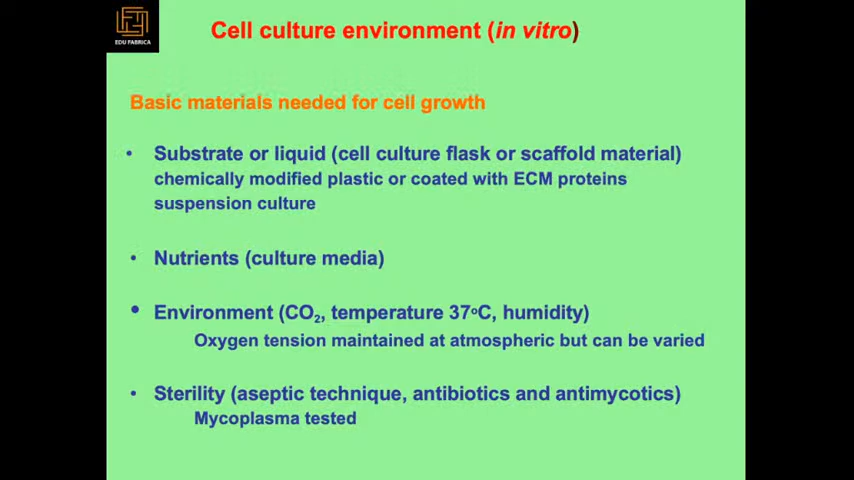 EDU FABRICA
Cell culture environment (in vitro)
Basic materials needed for cell growth
• Substrate or liquid (cell culture flask or scaffold material)
chemically modified plastic or coated with ECM proteins
suspension culture
• Nutrients (culture media)
• Environment (CO₂, temperature 37ºC, humidity)
Oxygen tension maintained at atmospheric but can be varied
• Sterility (aseptic technique, antibiotics and antimycotics)
Mycoplasma tested